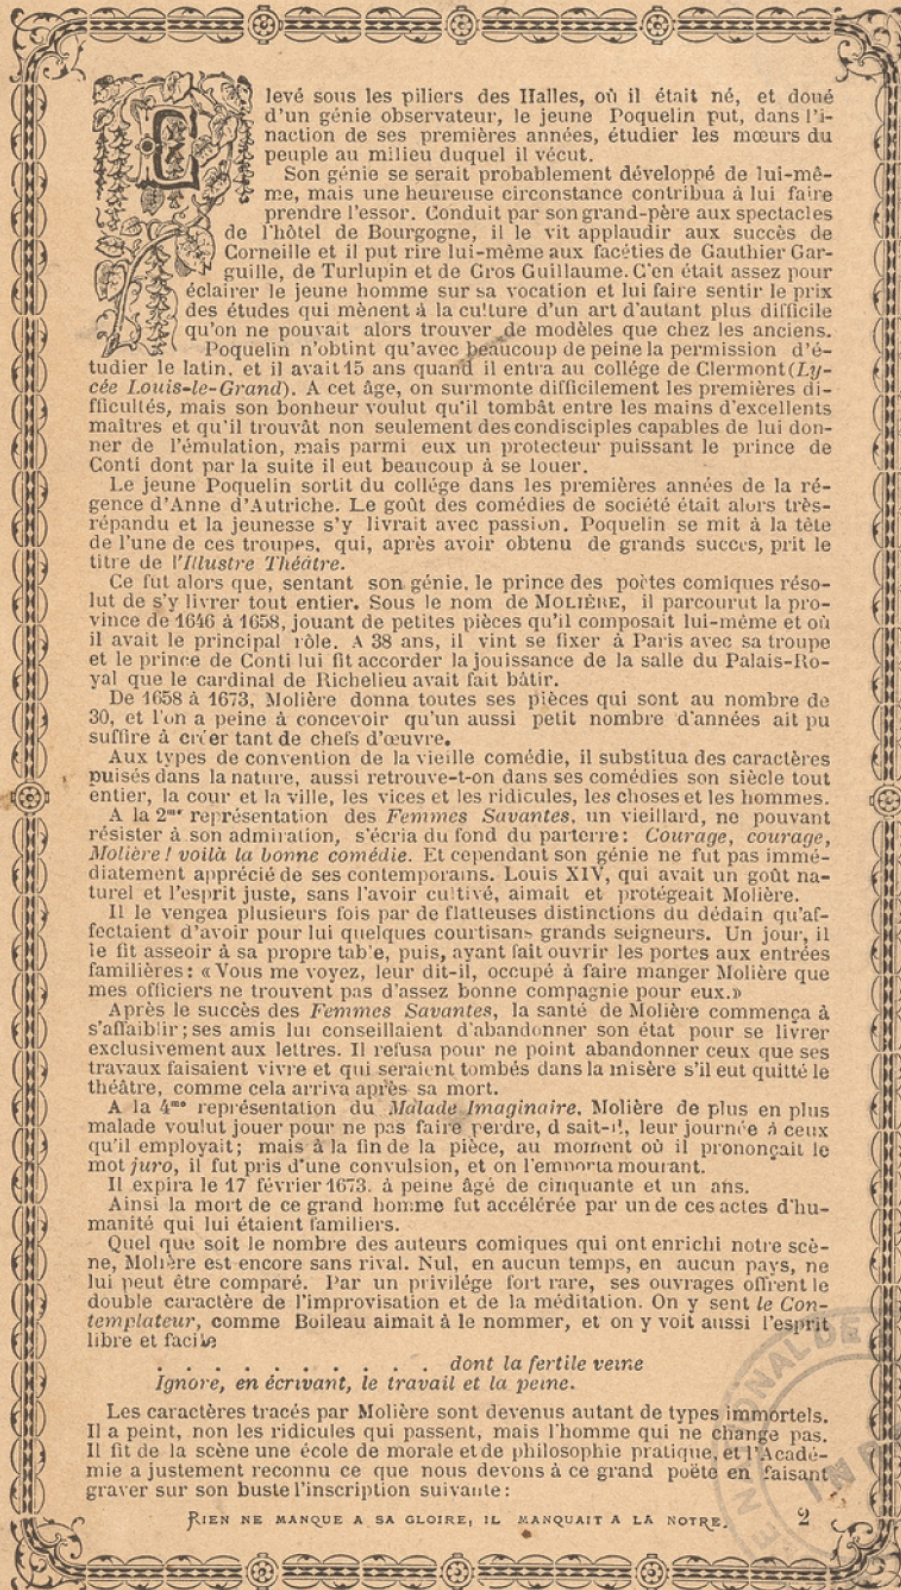 Elevé sous les piliers des Halles, où il était né, et doué
d'un génie observateur, le jeune Poquelin put, dans l'i-
naction de ses premières années, étudier les mœurs du
peuple au milieu duquel il vécut.
Son génie se serait probablement développé de lui-mê-
me, mais une heureuse circonstance contribua à lui faire
prendre l'essor. Conduit par son grand-père aux spectacles
de l'hôtel de Bourgogne, il le vit applaudir aux succès de
Corneille et il put rire lui-même aux facéties de Gauthier Gar-
guille, de Turlupin et de Gros Guillaume. C'en était assez pour
éclairer le jeune homme sur sa vocation et lui faire sentir le prix
des études qui mènent à la culture d'un art d'autant plus difficile
qu'on ne pouvait alors trouver de modèles que chez les anciens.
Poquelin n'obtint qu'avec beaucoup de peine la permission d'é-
tudier le latin, et il avait 15 ans quand il entra au collége de Clermont (Ly-
cée Louis-le-Grand). A cet âge, on surmonte difficilement les premières di-
fficultés, mais son bonheur voulut qu'il tombât entre les mains d'excellents
maîtres et qu'il trouvât non seulement des condisciples capables de lui don-
ner de l'émulation, mais parmi eux un protecteur puissant le prince de
Conti dont par la suite il eut beaucoup à se louer.
Le jeune Poquelin sortit du collége dans les premières années de la ré-
gence d'Anne d'Autriche. Le goût des comédies de société était alors très-
répandu et la jeunesse s'y livrait avec passion. Poquelin se mit à la tête
de l'une de ces troupes, qui, après avoir obtenu de grands succès, prit le
titre de l'Illustre Théâtre.
Ce fut alors que, sentant son génie, le prince des poètes comiques réso-
lut de s'y livrer tout entier. Sous le nom de MOLIÈRE, il parcourut la pro-
vince de 1646 à 1658, jouant de petites pièces qu'il composait lui-même et où
il avait le principal rôle. A 38 ans, il vint se fixer à Paris avec sa troupe
et le prince de Conti lui fit accorder la jouissance de la salle du Palais-Ro-
yal que le cardinal de Richelieu avait fait bâtir.
De 1658 à 1673, Molière donna toutes ses pièces qui sont au nombre de
30, et l'on a peine à concevoir qu'un aussi petit nombre d'années ait pu
suffire à créer tant de chefs d'œuvre.
Aux types de convention de la vieille comédie, il substitua des caractères
puisés dans la nature, aussi retrouve-t-on dans ses comédies son siècle tout
entier, la cour et la ville, les vices et les ridicules, les choses et les hommes.
A la 2me représentation des Femmes Savantes, un vieillard, ne pouvant
résister à son admiration, s'écria du fond du parterre : Courage, courage,
Molière ! voilà la bonne comédie. Et cependant son génie ne fut pas immé-
diatement apprécié de ses contemporains. Louis XIV, qui avait un goût na-
turel et l'esprit juste, sans l'avoir cultivé, aimait et protégeait Molière.
Il le vengea plusieurs fois par de flatteuses distinctions du dédain qu'af-
fectaient d'avoir pour lui quelques courtisans grands seigneurs. Un jour, il
le fit asseoir à sa propre table, puis, ayant fait ouvrir les portes aux entrées
familières : «Vous me voyez, leur dit-il, occupé à faire manger Molière que
mes officiers ne trouvent pas d'assez bonne compagnie pour eux.»
Après le succès des Femmes Savantes, la santé de Molière commença à
s'affaiblir ; ses amis lui conseillaient d'abandonner son état pour se livrer
exclusivement aux lettres. Il refusa pour ne point abandonner ceux que ses
travaux faisaient vivre et qui seraient tombés dans la misère s'il eut quitté le
théâtre, comme cela arriva après sa mort.
A la 4me représentation du Malade Imaginaire, Molière de plus en plus
malade voulut jouer pour ne pas faire perdre, disait-il, leur journée à ceux
qu'il employait ; mais à la fin de la pièce, au moment où il prononçait le
mot juro, il fut pris d'une convulsion, et on l'emporta mourant.
Il expira le 17 février 1673, à peine âgé de cinquante et un ans.
Ainsi la mort de ce grand homme fut accélérée par un de ces actes d'hu-
manité qui lui étaient familiers.
Quel que soit le nombre des auteurs comiques qui ont enrichi notre scè-
ne, Molière est encore sans rival. Nul, en aucun temps, en aucun pays, ne
lui peut être comparé. Par un privilége fort rare, ses ouvrages offrent le
double caractère de l'improvisation et de la méditation. On y sent le Con-
templateur, comme Boileau aimait à le nommer, et on y voit aussi l'esprit
libre et facile
. . . . . . . . . . . dont la fertile veine
Ignore, en écrivant, le travail et la peine.
Les caractères tracés par Molière sont devenus autant de types immortels.
Il a peint, non les ridicules qui passent, mais l'homme qui ne change pas.
Il fit de la scène une école de morale et de philosophie pratique, et l'Acadé-
mie a justement reconnu ce que nous devons à ce grand poëte en faisant
graver sur son buste l'inscription suivante :
RIEN NE MANQUE A SA GLOIRE, IL MANQUAIT A LA NOTRE. 2